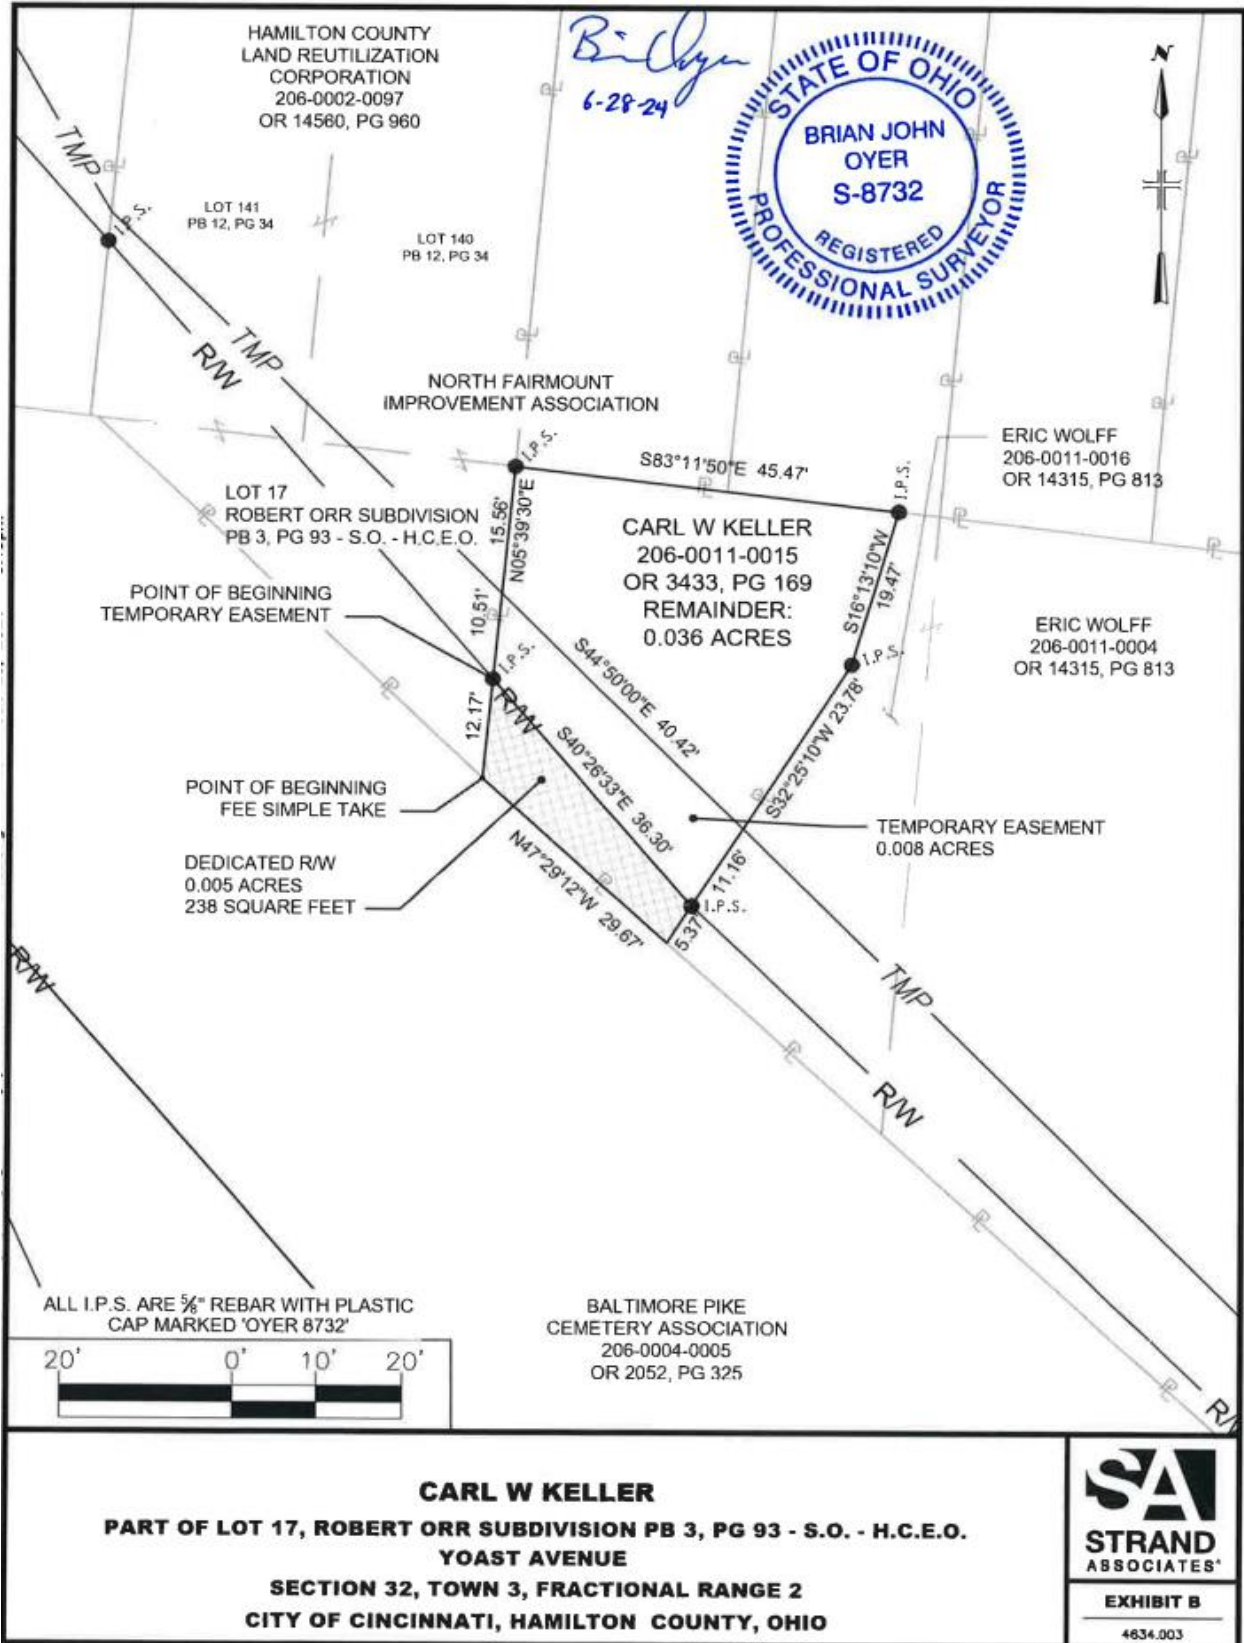 HAMILTON COUNTY
LAND REUTILIZATION
CORPORATION
206-0002-0097
OR 14560, PG 960
6-28-24
STATE OF OHIO
BRIAN JOHN
OYER
S-8732
REGISTERED
PROFESSIONAL SURVEYOR
N
TMP
I.P.S.
LOT 141
PB 12, PG 34
LOT 140
PB 12, PG 34
R/W
TMP
NORTH FAIRMOUNT
IMPROVEMENT ASSOCIATION
I.P.S.
S83°11'50"E 45.47'
I.P.S.
ERIC WOLFF
206-0011-0016
OR 14315, PG 813
LOT 17
ROBERT ORR SUBDIVISION
PB 3, PG 93 - S.O. - H.C.E.O.
15.56'
N05°39'30"E
10.51'
CARL W KELLER
206-0011-0015
OR 3433, PG 169
REMAINDER:
0.036 ACRES
S16°13'10"W
19.47'
POINT OF BEGINNING
TEMPORARY EASEMENT
I.P.S.
I.P.S.
ERIC WOLFF
206-0011-0004
OR 14315, PG 813
S44°50'00"E 40.42'
R/W
12.17'
S40°26'33"E 36.30'
S32°25'10"W 23.78'
POINT OF BEGINNING
FEE SIMPLE TAKE
TEMPORARY EASEMENT
0.008 ACRES
DEDICATED R/W
0.005 ACRES
238 SQUARE FEET
N47°29'12"W 29.67'
11.16'
I.P.S.
5.37'
R/W
TMP
R/W
ALL I.P.S. ARE ⅝" REBAR WITH PLASTIC
CAP MARKED 'OYER 8732'
20' 0' 10' 20'
BALTIMORE PIKE
CEMETERY ASSOCIATION
206-0004-0005
OR 2052, PG 325
R/W
CARL W KELLER
PART OF LOT 17, ROBERT ORR SUBDIVISION PB 3, PG 93 - S.O. - H.C.E.O.
YOAST AVENUE
SECTION 32, TOWN 3, FRACTIONAL RANGE 2
CITY OF CINCINNATI, HAMILTON COUNTY, OHIO
SA
STRAND
ASSOCIATES®
EXHIBIT B
4634.003